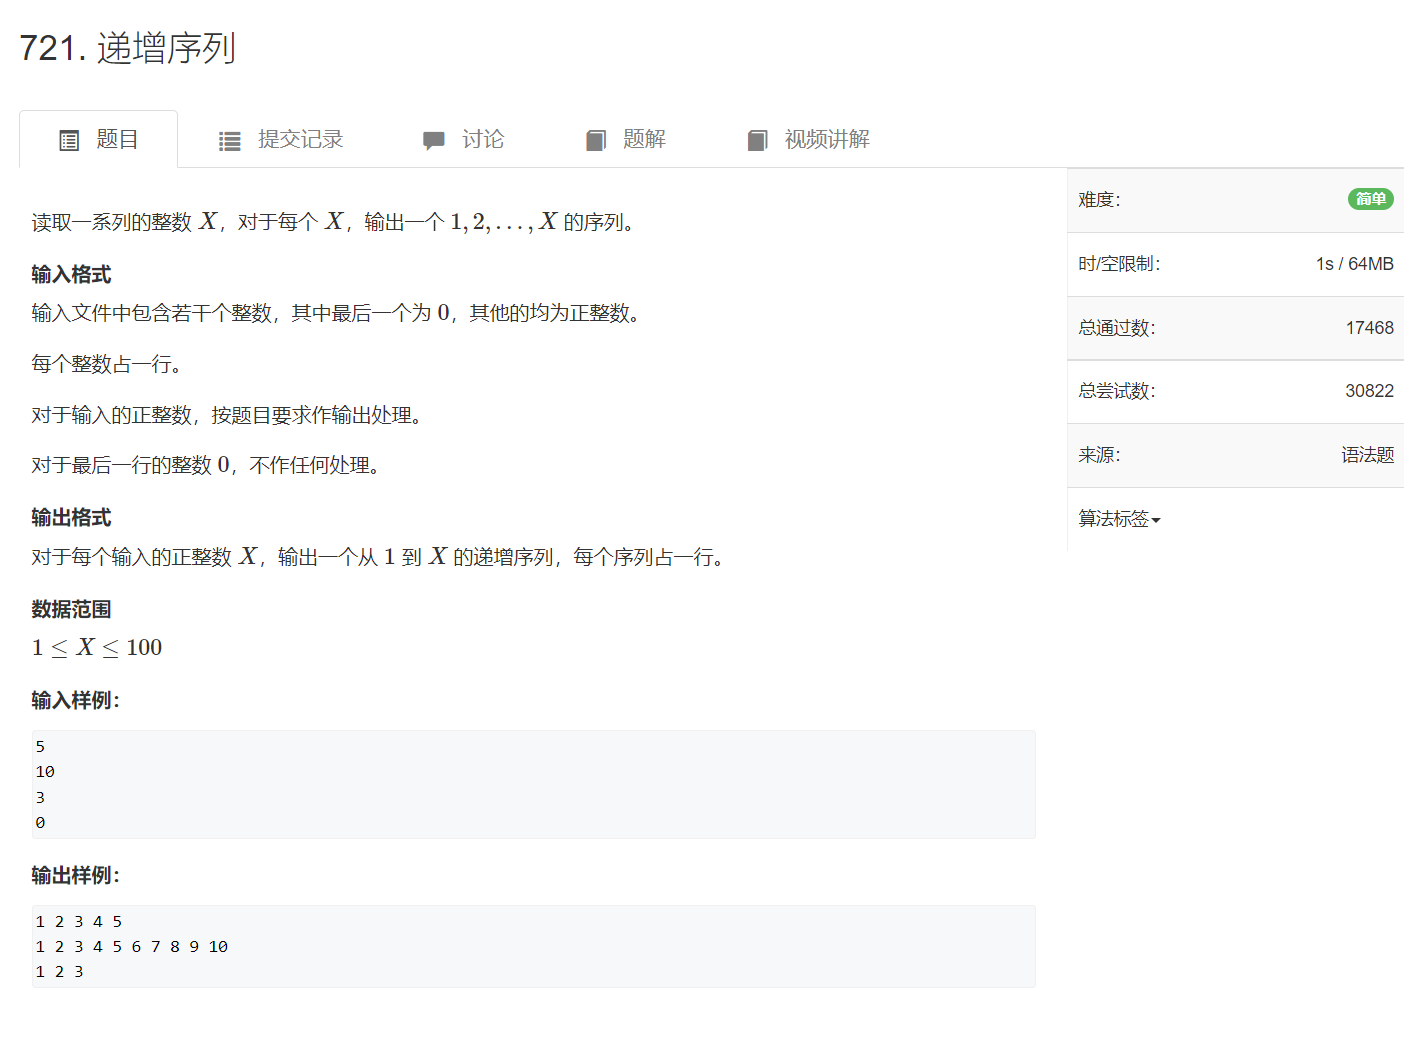 721. 递增序列
题目 提交记录 讨论 题解 视频讲解
读取一系列的整数 X，对于每个 X，输出一个 1,2,…,X 的序列。
输入格式
输入文件中包含若干个整数，其中最后一个为 0，其他的均为正整数。
每个整数占一行。
对于输入的正整数，按题目要求作输出处理。
对于最后一行的整数 0，不作任何处理。
输出格式
对于每个输入的正整数 X，输出一个从 1 到 X 的递增序列，每个序列占一行。
数据范围
1 ≤ X ≤ 100
输入样例：
5
10
3
0
输出样例：
1 2 3 4 5
1 2 3 4 5 6 7 8 9 10
1 2 3
难度： 简单
时/空限制： 1s / 64MB
总通过数： 17468
总尝试数： 30822
来源： 语法题
算法标签